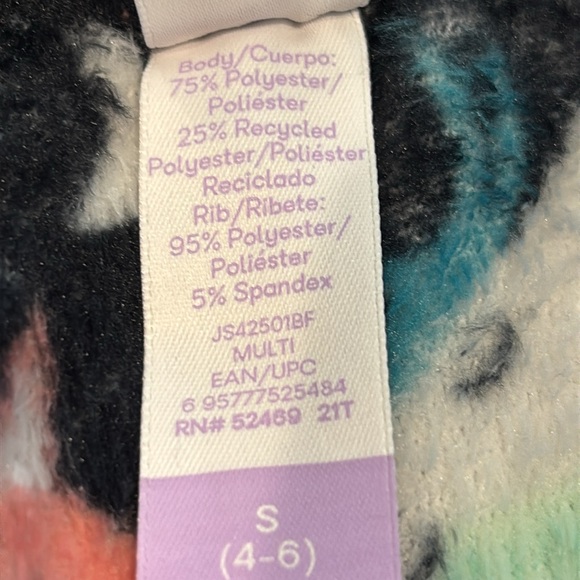 Body/Cuerpo:
75% Polyester/
Poliéster
25% Recycled
Polyester/Poliéster
Reciclado
Rib/Ribete:
95% Polyester/
Poliéster
5% Spandex
JS42501BF
MULTI
EAN/UPC
6 95777525484
RN# 52469 21T
S
(4-6)